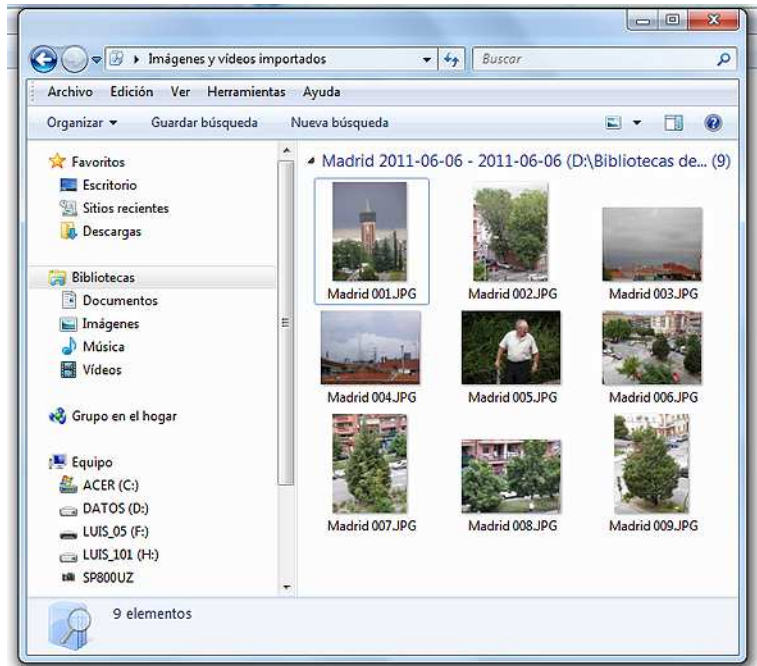 Imágenes y vídeos importados
Buscar
Archivo Edición Ver Herramientas Ayuda
Organizar Guardar búsqueda Nueva búsqueda
Favoritos
Escritorio
Sitios recientes
Descargas
Bibliotecas
Documentos
Imágenes
Música
Vídeos
Grupo en el hogar
Equipo
ACER (C:)
DATOS (D:)
LUIS_05 (F:)
LUIS_101 (H:)
SP800UZ
Madrid 2011-06-06 - 2011-06-06 (D:\Bibliotecas de... (9)
Madrid 001.JPG Madrid 002.JPG Madrid 003.JPG
Madrid 004.JPG Madrid 005.JPG Madrid 006.JPG
Madrid 007.JPG Madrid 008.JPG Madrid 009.JPG
9 elementos